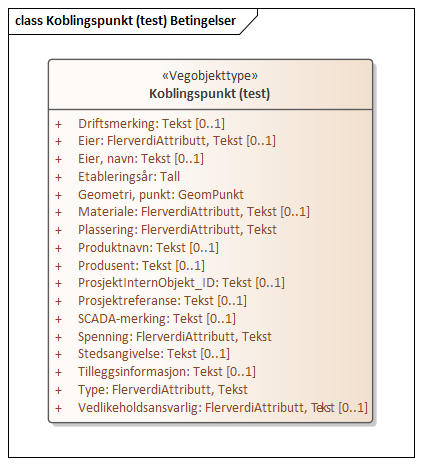 class Koblingspunkt (test) Betingelser
«Vegobjekttype»
Koblingspunkt (test)
+ Driftsmerking: Tekst [0..1]
+ Eier: FlerverdiAttributt, Tekst [0..1]
+ Eier, navn: Tekst [0..1]
+ Etableringsår: Tall
+ Geometri, punkt: GeomPunkt
+ Materiale: FlerverdiAttributt, Tekst [0..1]
+ Plassering: FlerverdiAttributt, Tekst
+ Produktnavn: Tekst [0..1]
+ Produsent: Tekst [0..1]
+ ProsjektInternObjekt_ID: Tekst [0..1]
+ Prosjektreferanse: Tekst [0..1]
+ SCADA-merking: Tekst [0..1]
+ Spenning: FlerverdiAttributt, Tekst
+ Stedsangivelse: Tekst [0..1]
+ Tilleggsinformasjon: Tekst [0..1]
+ Type: FlerverdiAttributt, Tekst
+ Vedlikeholdsansvarlig: FlerverdiAttributt, Tekst [0..1]